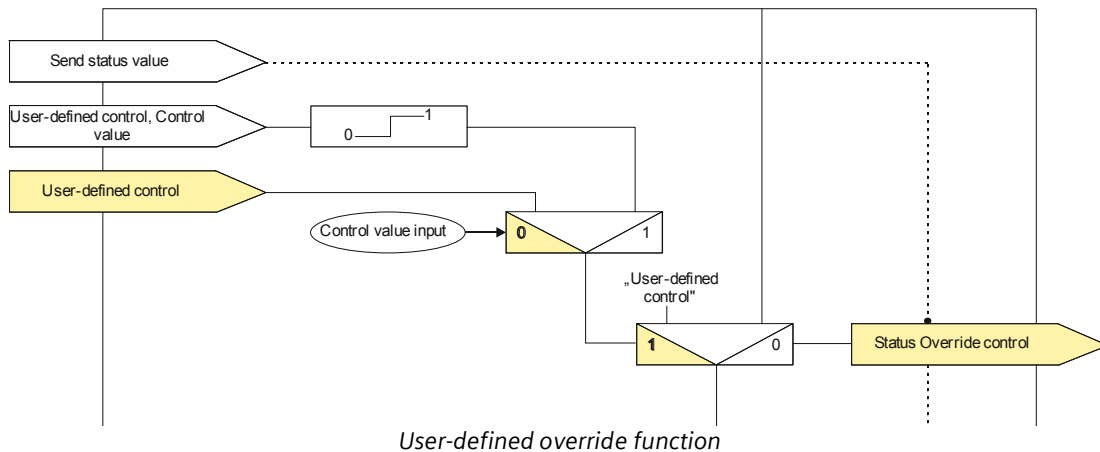 Send status value
User-defined control, Control
value
0
1
User-defined control
Control value input
0
1
„User-defined
control"
1
0
Status Override control
User-defined override function